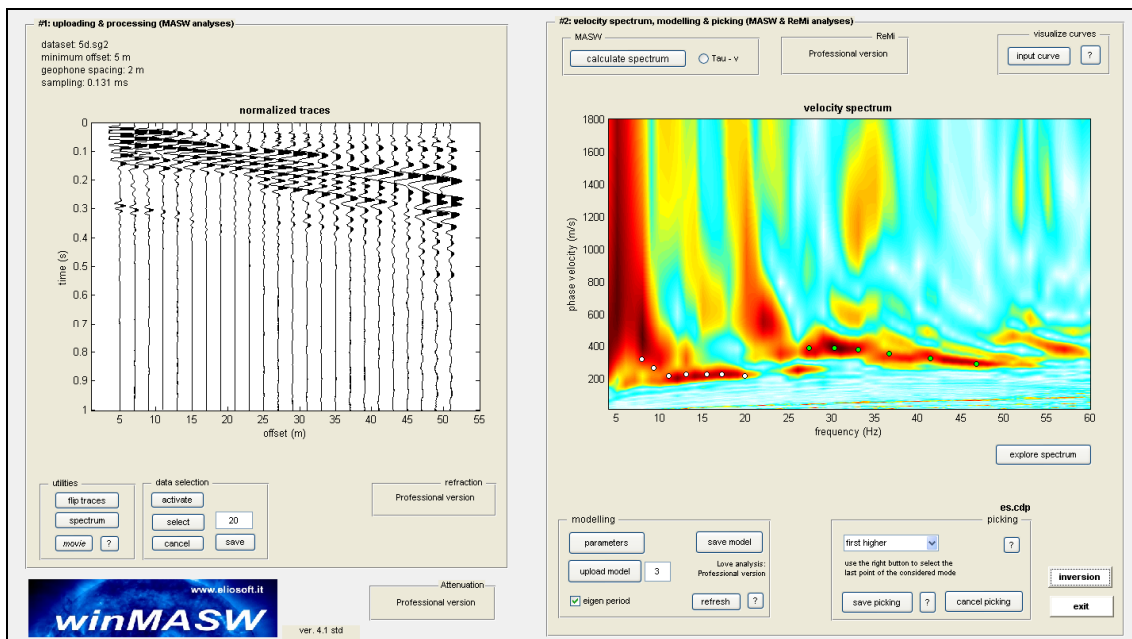 #1: uploading & processing (MASW analyses)
dataset: 5d.sg2
minimum offset: 5 m
geophone spacing: 2 m
sampling: 0.131 ms
normalized traces
0
0.1
0.2
0.3
0.4
0.5
0.6
0.7
0.8
0.9
1
time (s)
5 10 15 20 25 30 35 40 45 50 55
offset (m)
utilities
flip traces
spectrum
movie ?
data selection
activate
select 20
cancel save
refraction
Professional version
www.eliosoft.it
winMASW
ver. 4.1 std
Attenuation
Professional version
#2: velocity spectrum, modelling & picking (MASW & ReMi analyses)
MASW
calculate spectrum Tau - v
ReMi
Professional version
visualize curves
input curve ?
velocity spectrum
1800
1600
1400
1200
1000
800
600
400
200
phase velocity (m/s)
5 10 15 20 25 30 35 40 45 50 55 60
frequency (Hz)
explore spectrum
modelling
parameters save model
upload model 3
Love analysis:
Professional version
eigen period refresh ?
es.cdp
picking
first higher ?
use the right button to select the
last point of the considered mode
save picking ? cancel picking
inversion
exit